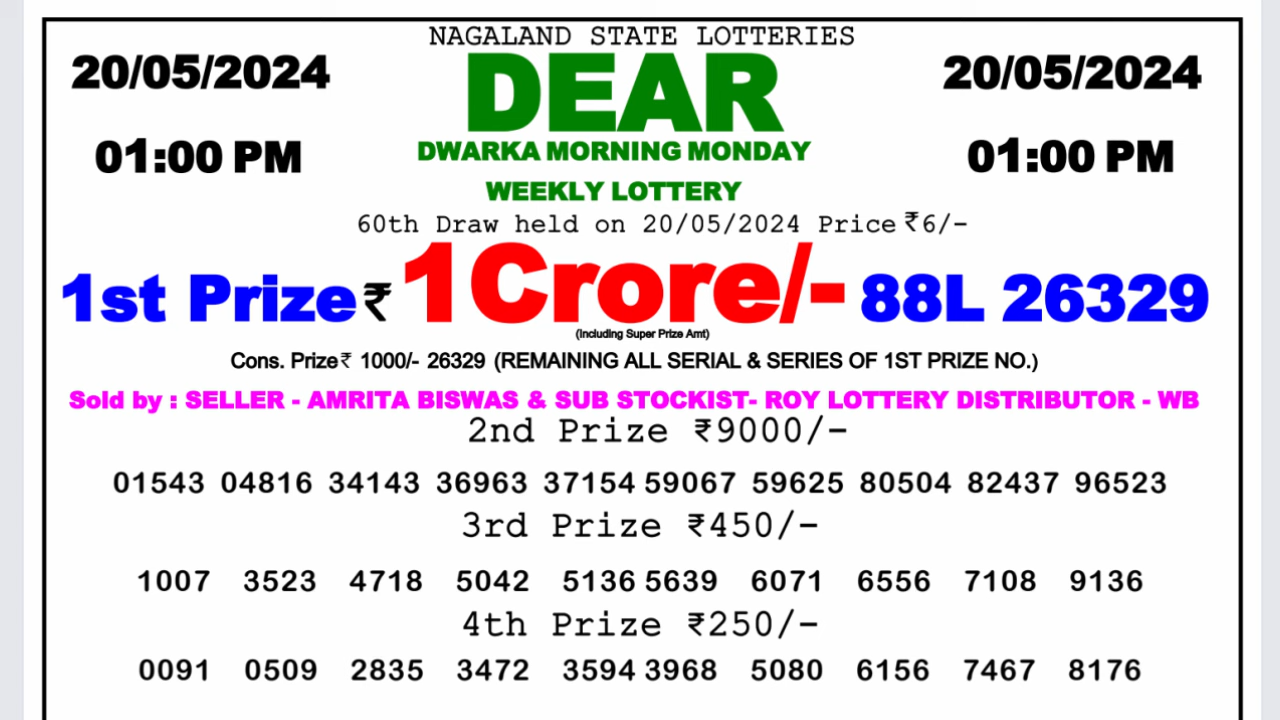 NAGALAND STATE LOTTERIES
20/05/2024 DEAR 20/05/2024
01:00 PM DWARKA MORNING MONDAY 01:00 PM
WEEKLY LOTTERY
60th Draw held on 20/05/2024 Price ₹6/-
1st Prize ₹ 1Crore/- 88L 26329
(Including Super Prize Amt)
Cons. Prize ₹ 1000/- 26329 (REMAINING ALL SERIAL & SERIES OF 1ST PRIZE NO.)
Sold by : SELLER - AMRITA BISWAS & SUB STOCKIST- ROY LOTTERY DISTRIBUTOR - WB
2nd Prize ₹9000/-
01543 04816 34143 36963 37154 59067 59625 80504 82437 96523
3rd Prize ₹450/-
1007 3523 4718 5042 5136 5639 6071 6556 7108 9136
4th Prize ₹250/-
0091 0509 2835 3472 3594 3968 5080 6156 7467 8176